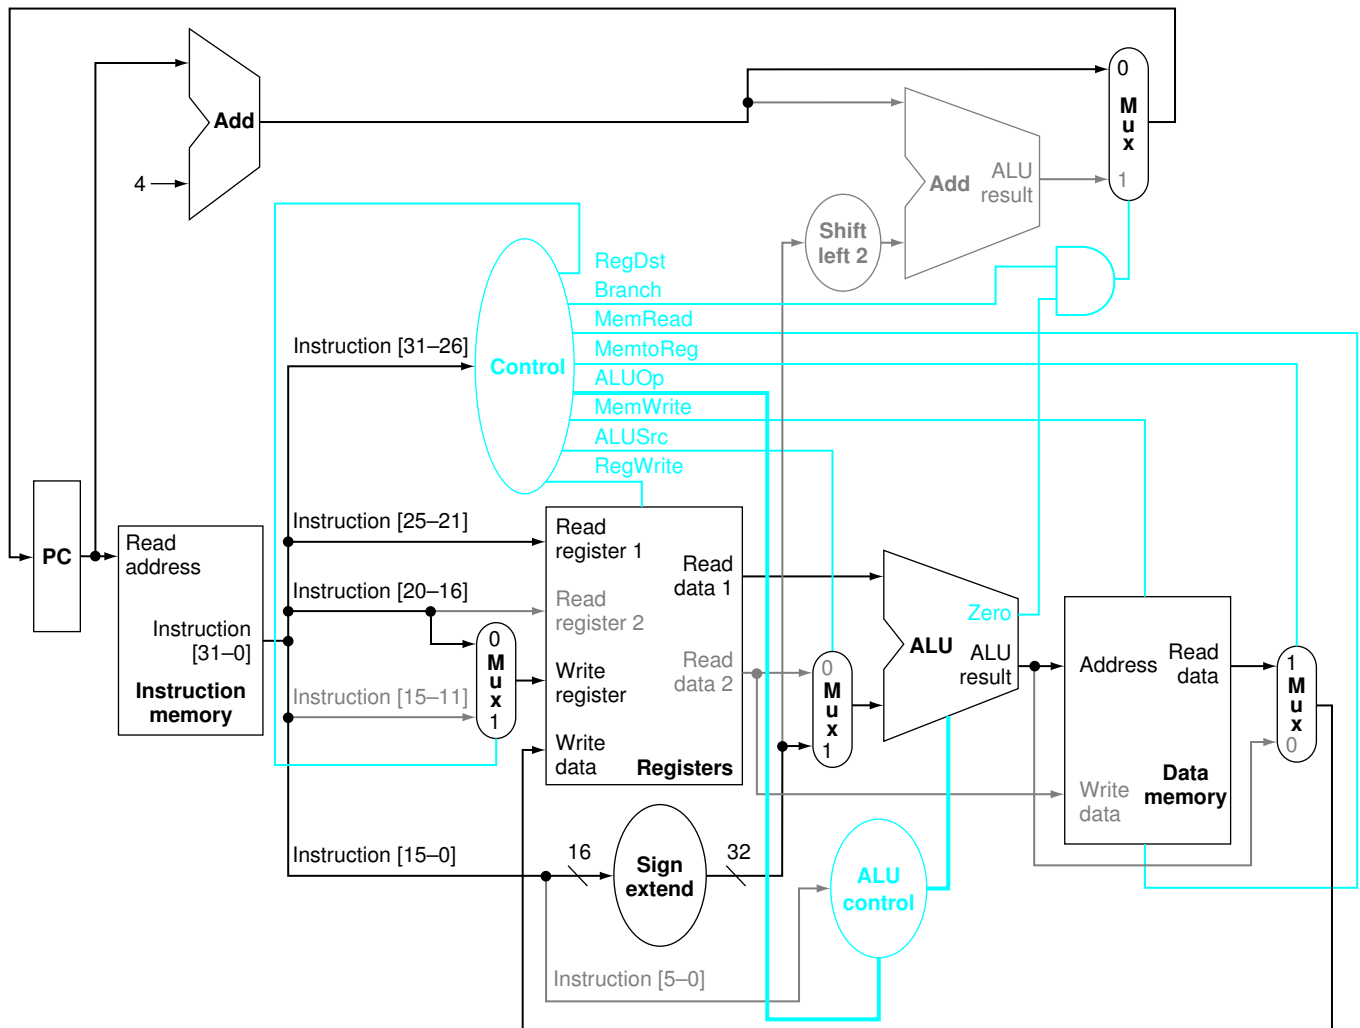 0
M
u
x
1
Add
4
Add
ALU
result
Shift
left 2
RegDst
Branch
MemRead
MemtoReg
ALUOp
MemWrite
ALUSrc
RegWrite
Control
Instruction [31–26]
Instruction [25–21]
Instruction [20–16]
Instruction [15–11]
Instruction [15–0]
PC
Read
address
Instruction
[31–0]
Instruction
memory
0
M
u
x
1
Read
register 1
Read
register 2
Write
register
Write
data
Read
data 1
Read
data 2
Registers
0
M
u
x
1
Zero
ALU
ALU
result
Address
Read
data
Write
data
Data
memory
1
M
u
x
0
16
Sign
extend
32
ALU
control
Instruction [5–0]